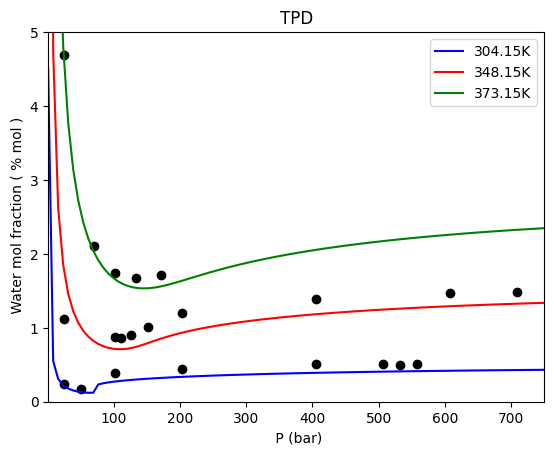 TPD
304.15K
348.15K
373.15K
Water mol fraction ( % mol )
5
4
3
2
1
0
100 200 300 400 500 600 700
P (bar)